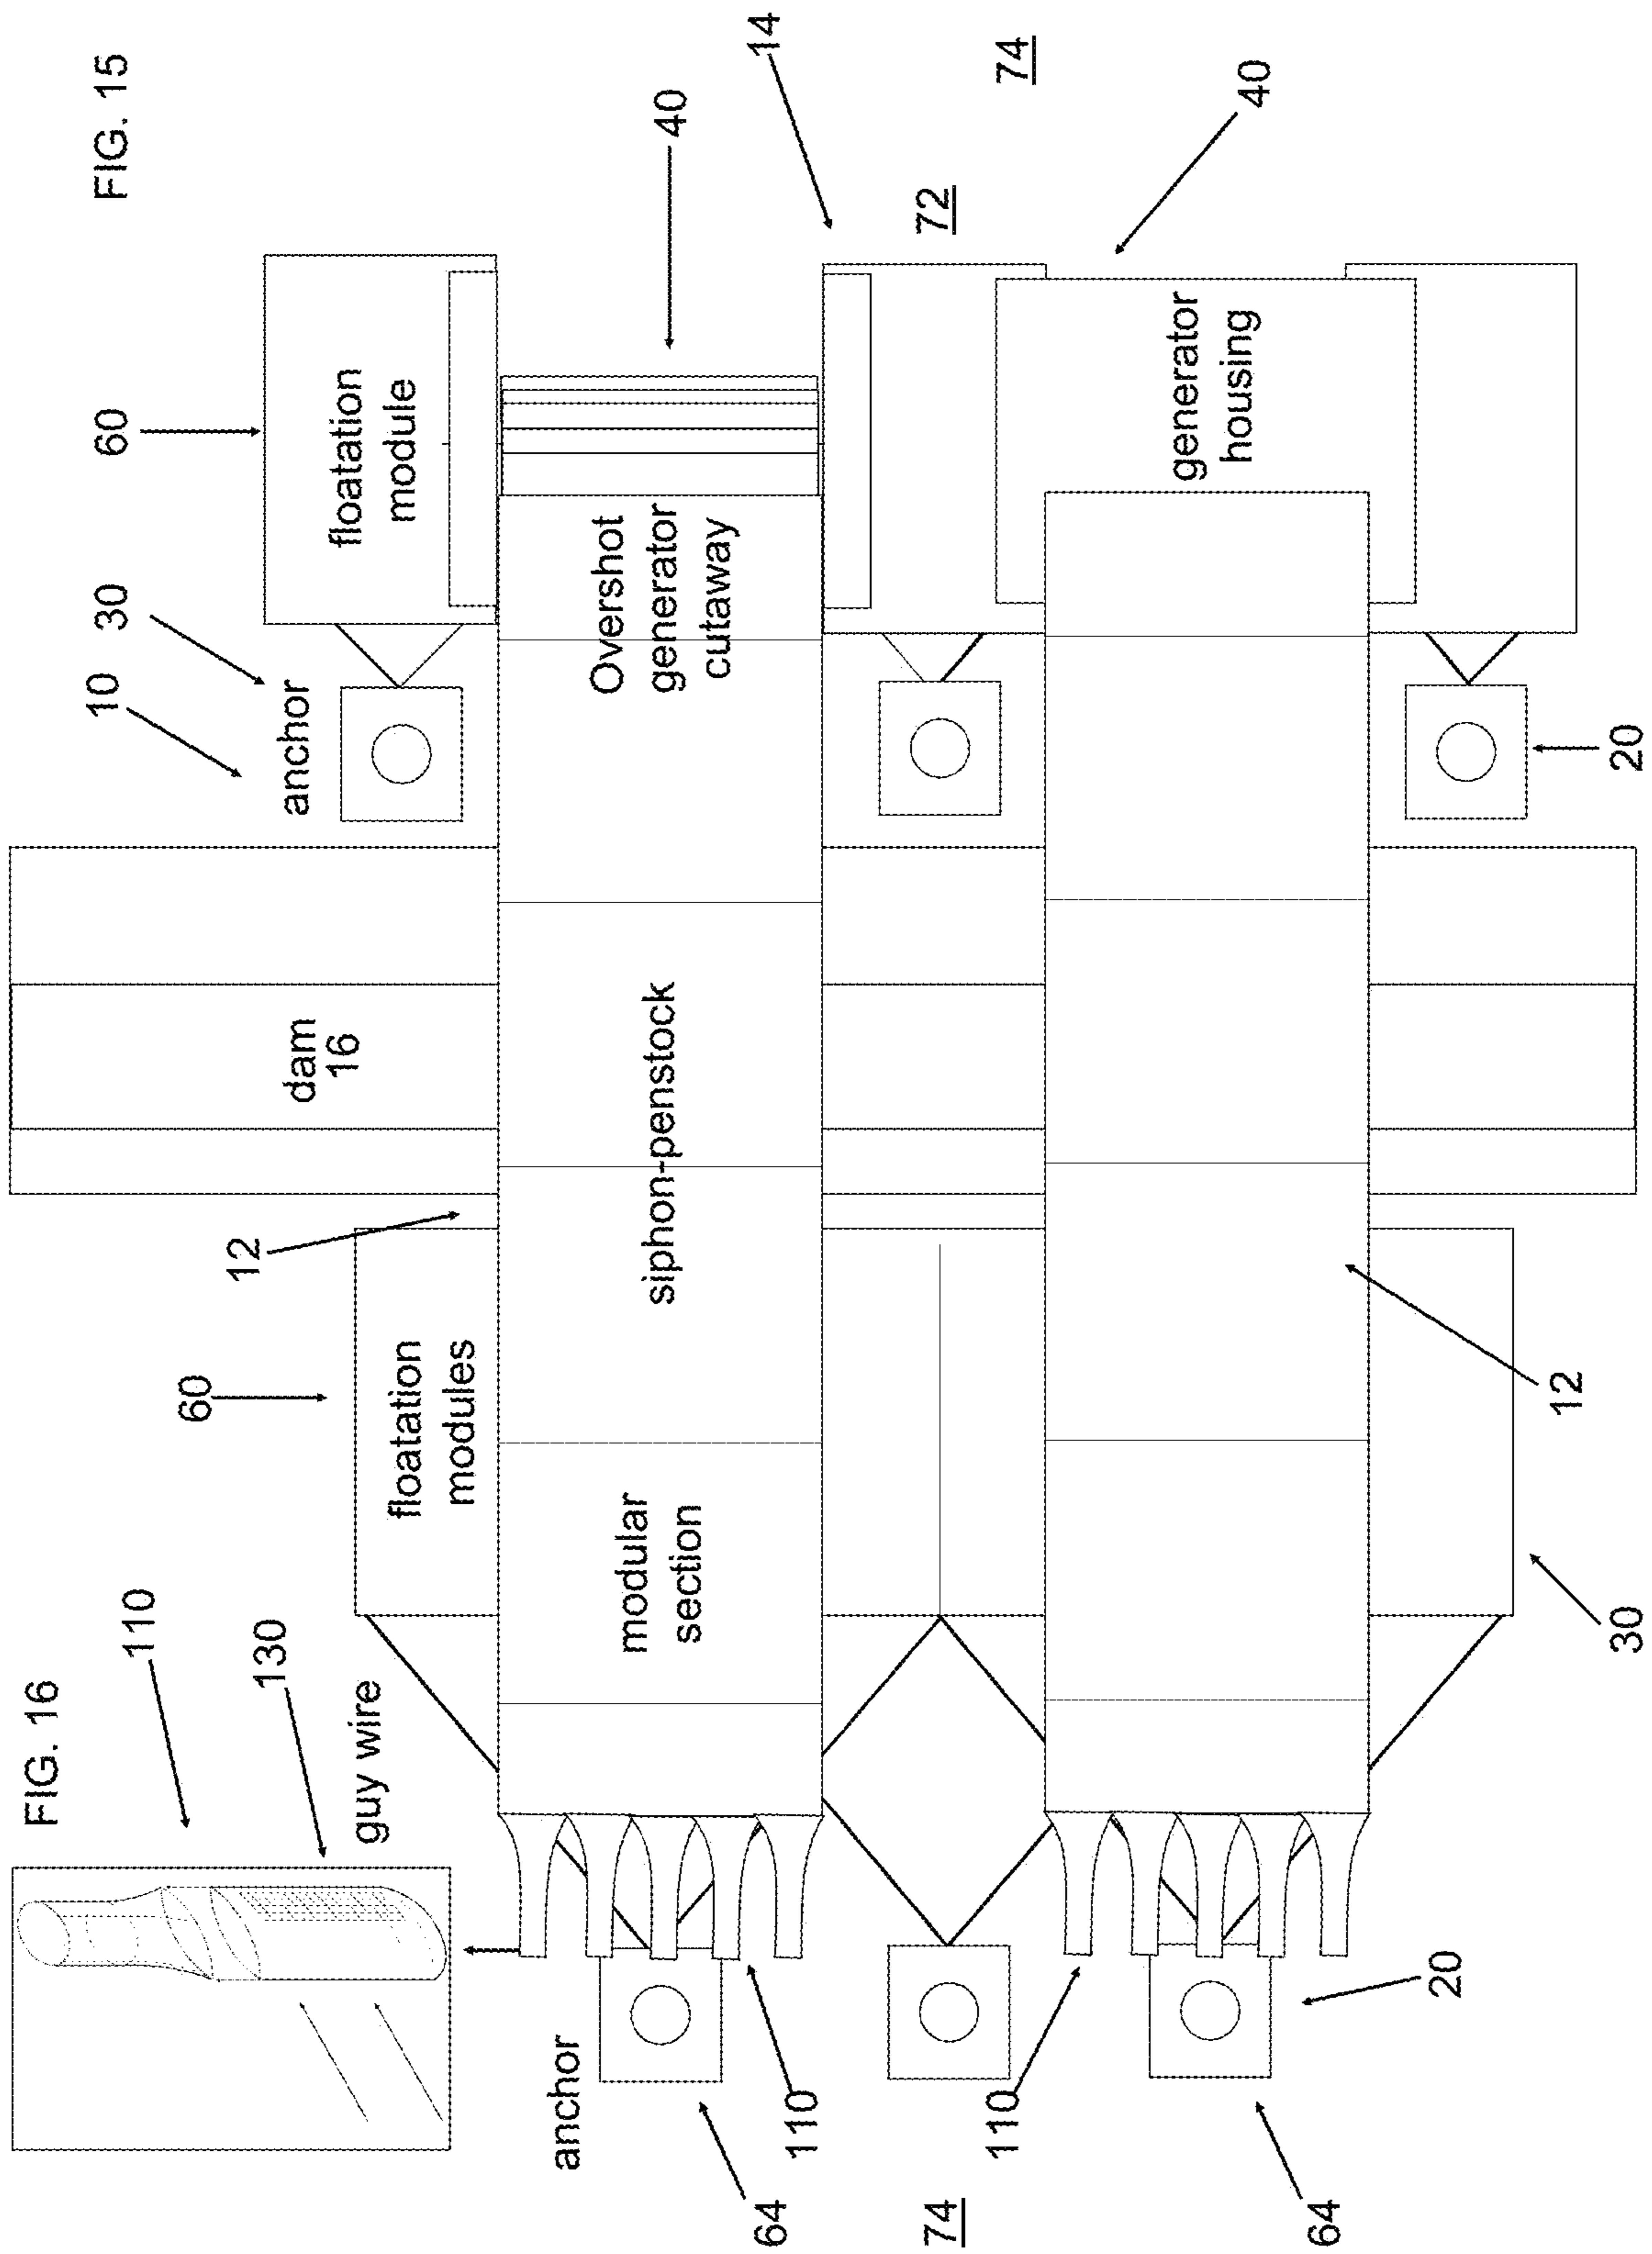 FIG. 16
110
130
guy wire
anchor
64
74
110
110
64
20
30
12
60
floatation
modules
12
modular
section
siphon-penstock
dam
16
10
30
anchor
60
floatation
module
Overshot
generator
cutaway
generator
housing
20
FIG. 15
40
14
72
74
40